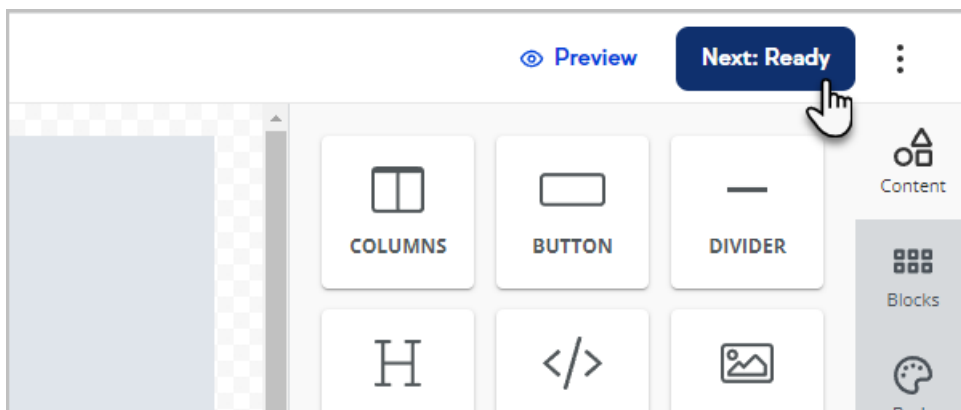 Preview
Next: Ready
Content
COLUMNS
BUTTON
DIVIDER
Blocks